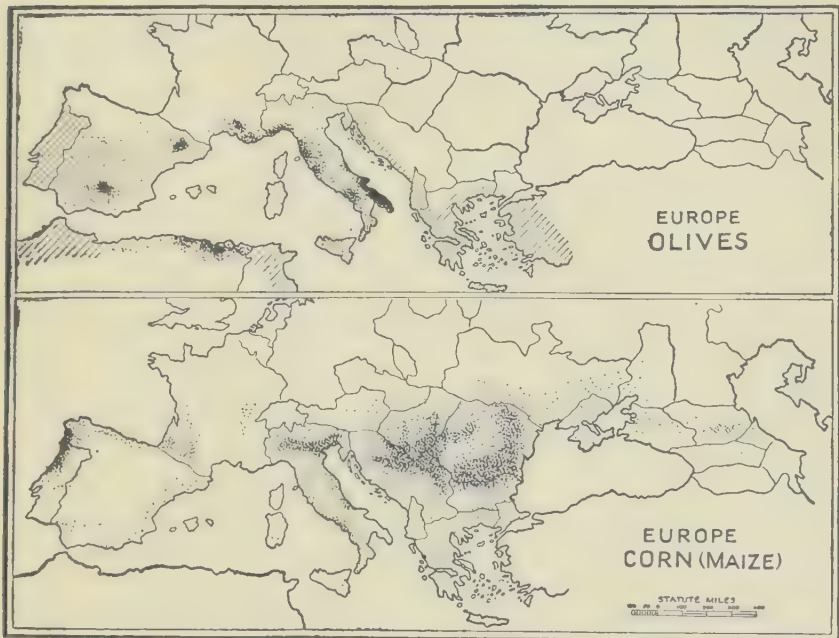 EUROPE
OLIVES
EUROPE
CORN (MAIZE)
STATUTE MILES